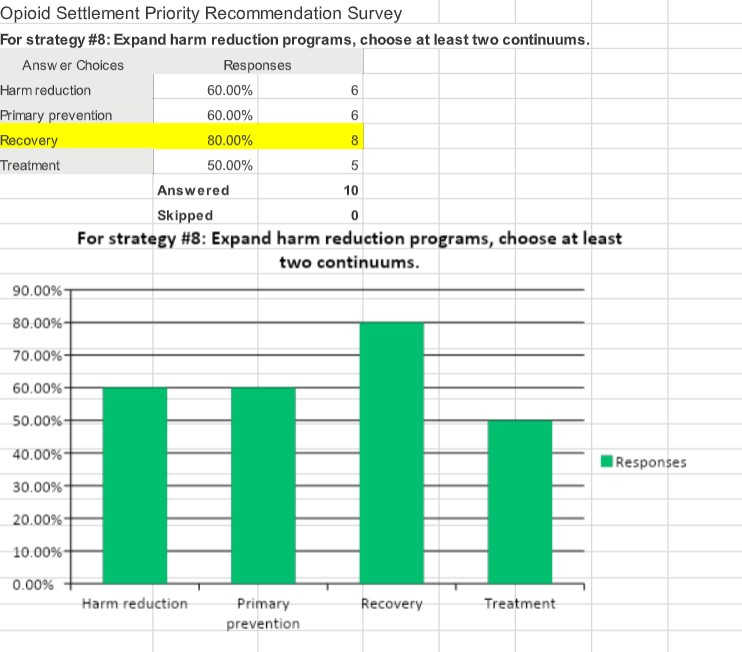 Opioid Settlement Priority Recommendation Survey
For strategy #8: Expand harm reduction programs, choose at least two continuums.
Answer Choices Responses
Harm reduction 60.00% 6
Primary prevention 60.00% 6
Recovery 80.00% 8
Treatment 50.00% 5
Answered 10
Skipped 0
For strategy #8: Expand harm reduction programs, choose at least
two continuums.
90.00%
80.00%
70.00%
60.00%
50.00%
40.00%
30.00%
20.00%
10.00%
0.00%
Harm reduction Primary Recovery Treatment
prevention
Responses